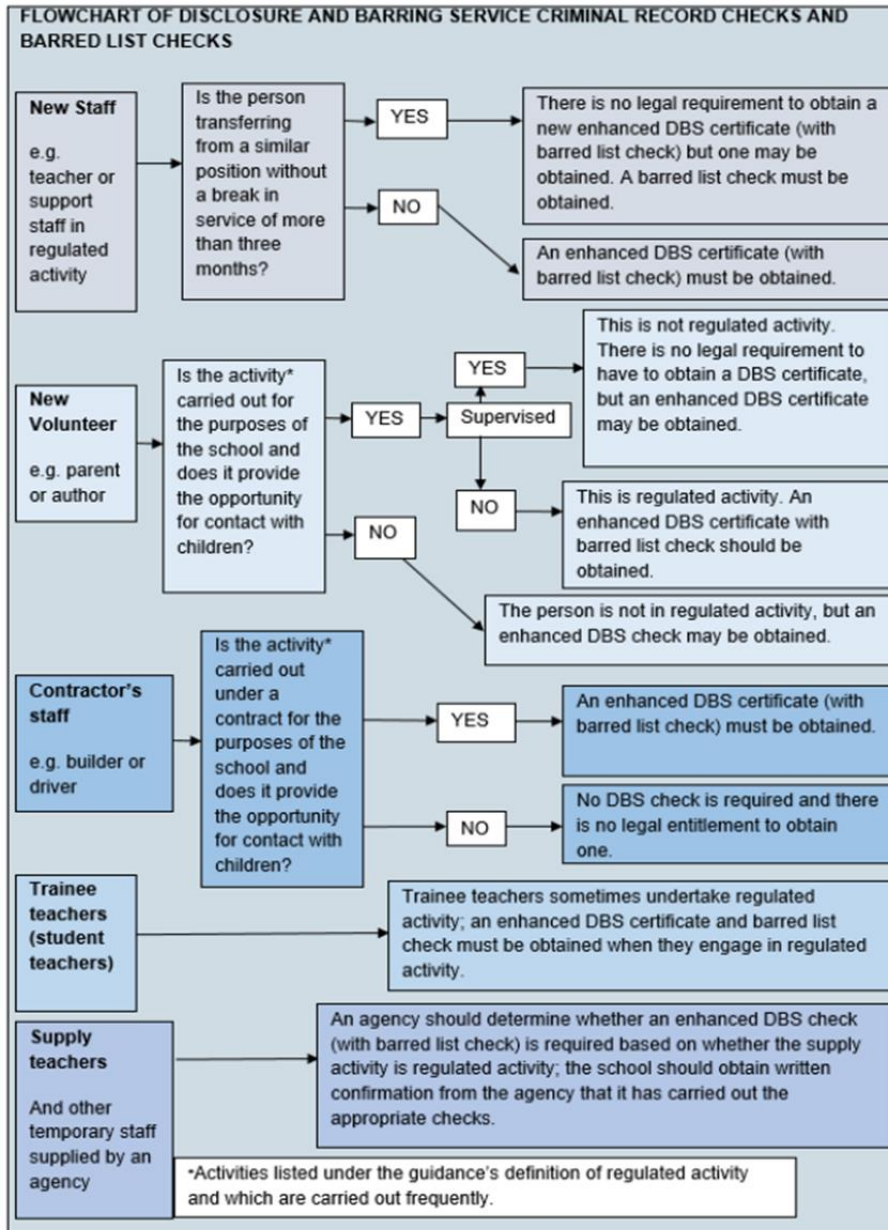 FLOWCHART OF DISCLOSURE AND BARRING SERVICE CRIMINAL RECORD CHECKS AND
BARRED LIST CHECKS
New Staff
e.g.
teacher or
support
staff in
regulated
activity
Is the person
transferring
from a similar
position without
a break in
service of more
than three
months?
YES
There is no legal requirement to obtain a
new enhanced DBS certificate (with
barred list check) but one may be
obtained. A barred list check must be
obtained.
NO
An enhanced DBS certificate (with
barred list check) must be obtained.
New
Volunteer
e.g. parent
or author
Is the activity*
carried out for
the purposes of
the school and
does it provide
the opportunity
for contact with
children?
YES
Supervised
YES
This is not regulated activity.
There is no legal requirement to
have to obtain a DBS certificate,
but an enhanced DBS certificate
may be obtained.
NO
This is regulated activity. An
enhanced DBS certificate with
barred list check should be
obtained.
NO
The person is not in regulated activity, but an
enhanced DBS check may be obtained.
Contractor's
staff
e.g. builder or
driver
Is the activity*
carried out
under a
contract for the
purposes of the
school and
does it provide
the opportunity
for contact with
children?
YES
An enhanced DBS certificate (with
barred list check) must be obtained.
NO
No DBS check is required and there
is no legal entitlement to obtain
one.
Trainee
teachers
(student
teachers)
Trainee teachers sometimes undertake regulated
activity; an enhanced DBS certificate and barred list
check must be obtained when they engage in regulated
activity.
Supply
teachers
And other
temporary staff
supplied by an
agency
An agency should determine whether an enhanced DBS check
(with barred list check) is required based on whether the supply
activity is regulated activity; the school should obtain written
confirmation from the agency that it has carried out the
appropriate checks.
*Activities listed under the guidance's definition of regulated activity
and which are carried out frequently.